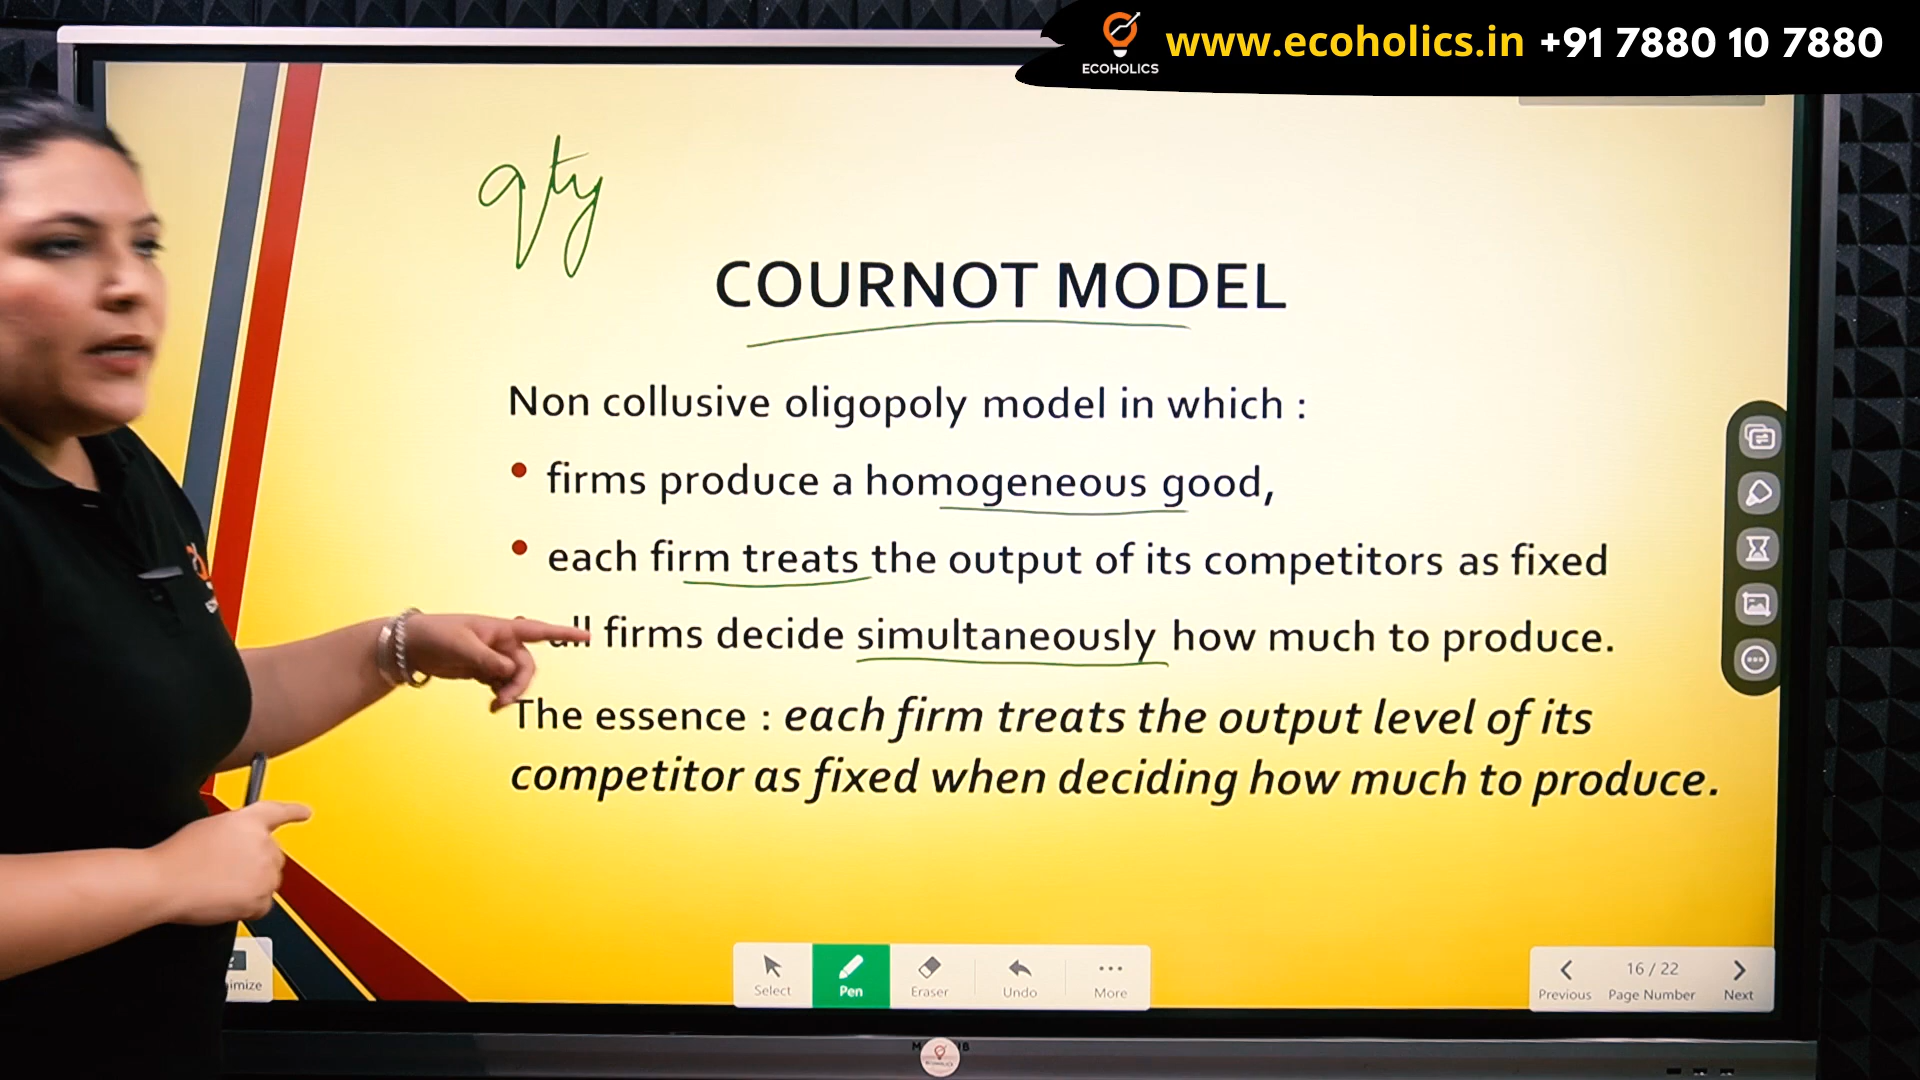 www.ecoholics.in +91 7880 10 7880
ECOHOLICS
qty
COURNOT MODEL
Non collusive oligopoly model in which :
• firms produce a homogeneous good,
• each firm treats the output of its competitors as fixed
• all firms decide simultaneously how much to produce.
The essence : each firm treats the output level of its
competitor as fixed when deciding how much to produce.
imize
Select Pen Eraser Undo More
16 / 22
Previous Page Number Next